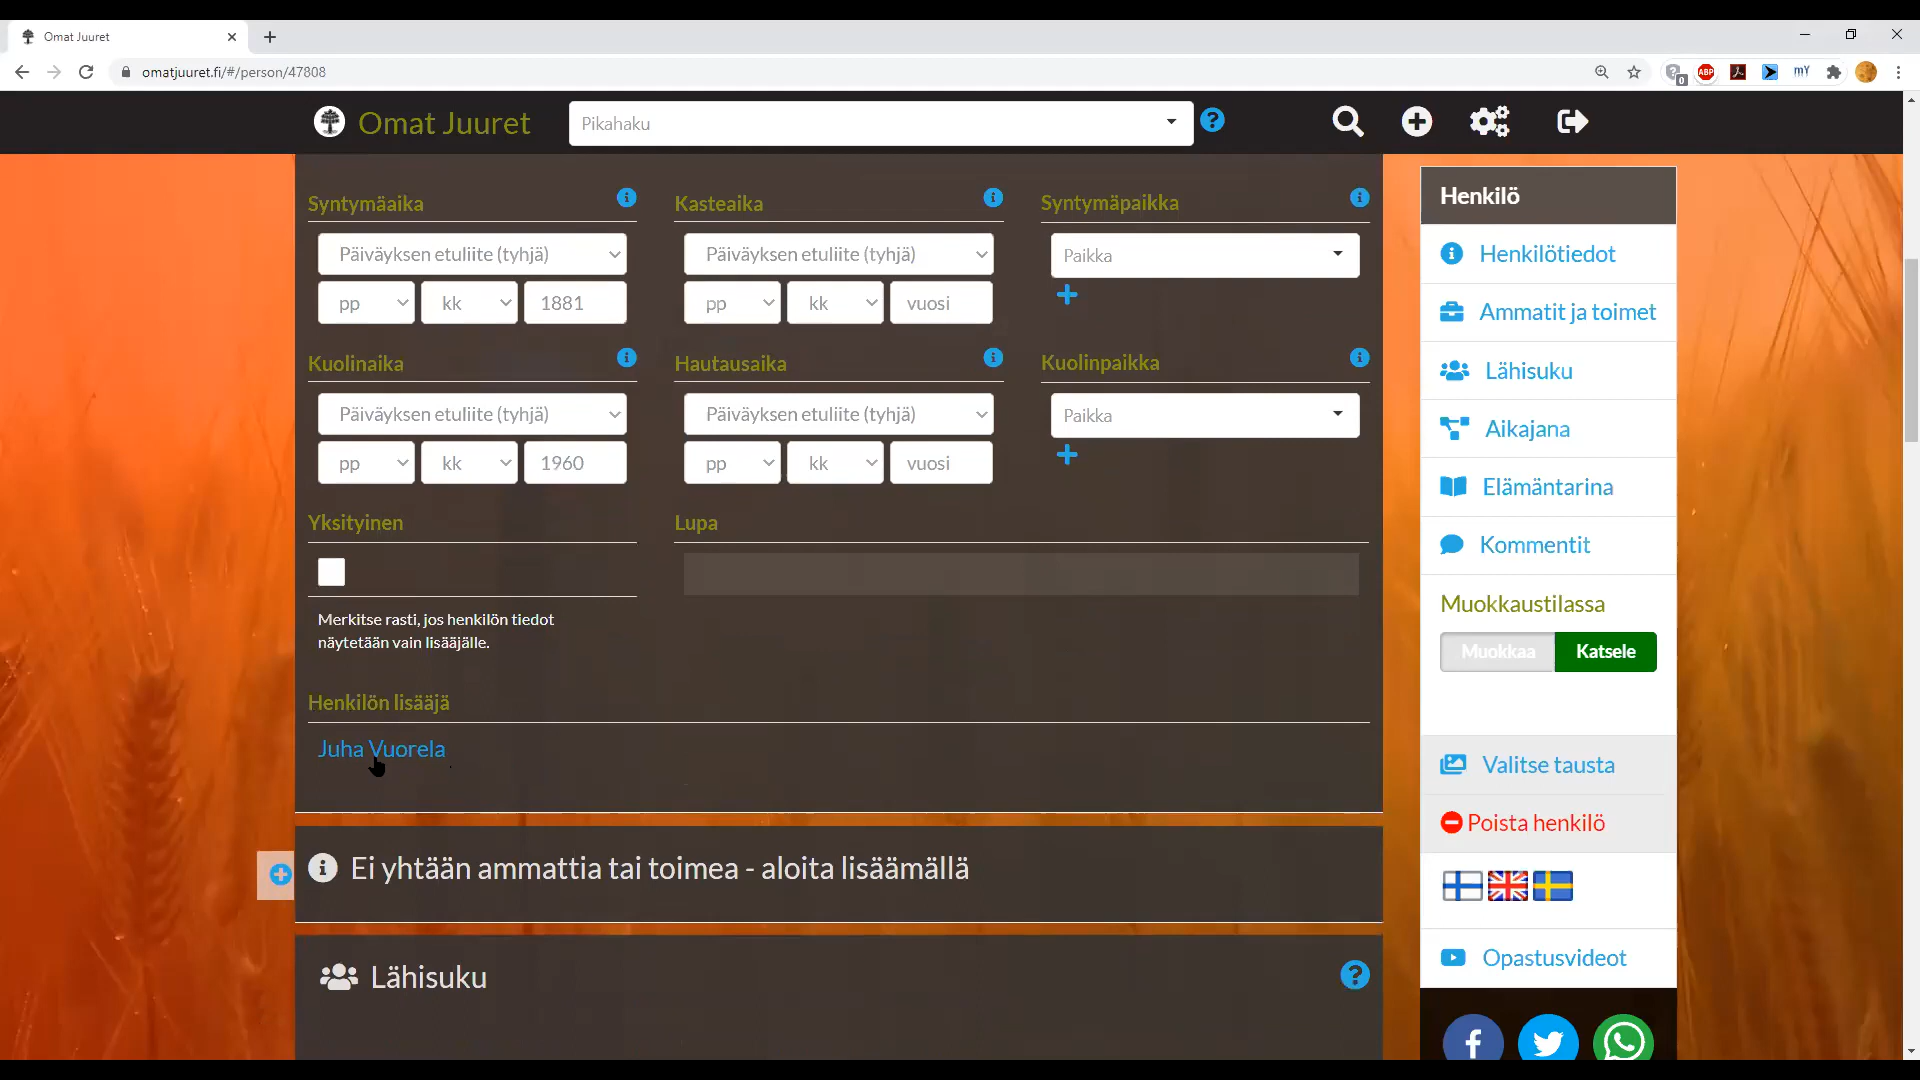 Omat Juuret
omatjuuret.fi/#/person/47808
0
ABP
mY
Omat Juuret
Pikahaku
Syntymäaika
Kasteaika
Syntymäpaikka
Päiväyksen etuliite (tyhjä)
Päiväyksen etuliite (tyhjä)
Paikka
pp
kk
1881
pp
kk
vuosi
Kuolinaika
Hautausaika
Kuolinpaikka
Päiväyksen etuliite (tyhjä)
Päiväyksen etuliite (tyhjä)
Paikka
pp
kk
1960
pp
kk
vuosi
Yksityinen
Lupa
Merkitse rasti, jos henkilön tiedot
näytetään vain lisääjälle.
Henkilön lisääjä
Juha Vuorela
Ei yhtään ammattia tai toimea - aloita lisäämällä
Lähisuku
Henkilö
Henkilötiedot
Ammatit ja toimet
Lähisuku
Aikajana
Elämäntarina
Kommentit
Muokkaustilassa
Muokkaa
Katsele
Valitse tausta
Poista henkilö
Opastusvideot